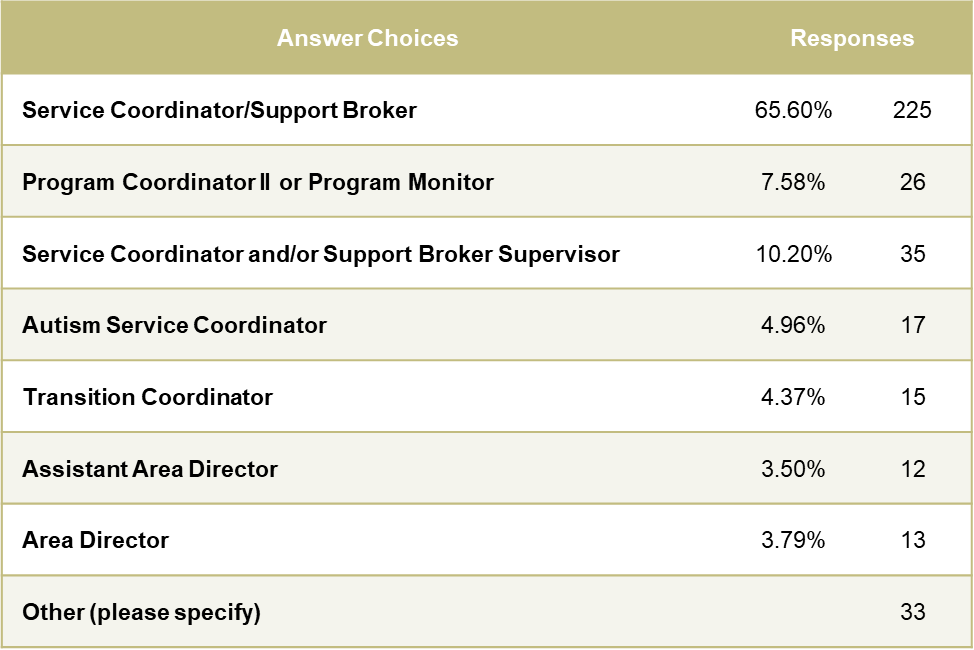 Answer Choices Responses
Service Coordinator/Support Broker 65.60% 225
Program Coordinator II or Program Monitor 7.58% 26
Service Coordinator and/or Support Broker Supervisor 10.20% 35
Autism Service Coordinator 4.96% 17
Transition Coordinator 4.37% 15
Assistant Area Director 3.50% 12
Area Director 3.79% 13
Other (please specify) 33